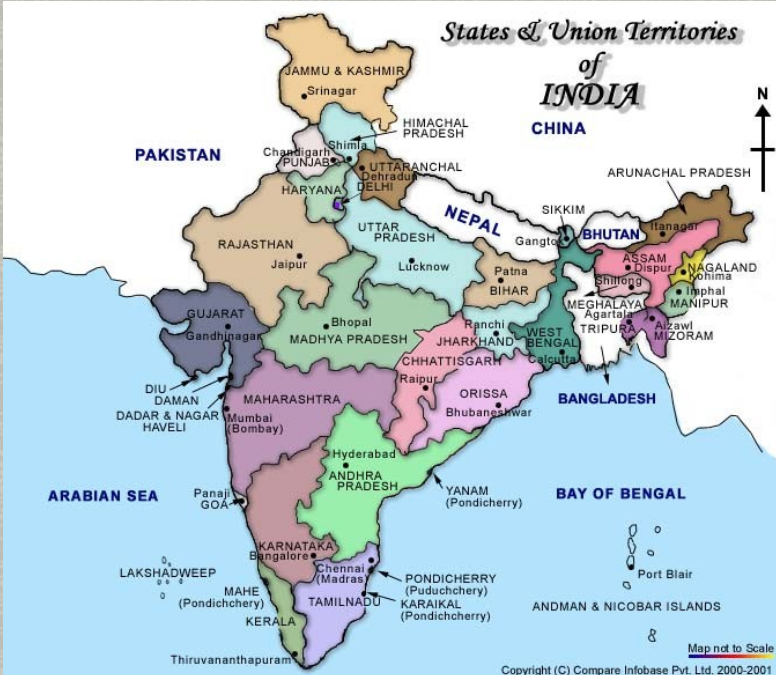 States & Union Territories
of
INDIA
N
JAMMU & KASHMIR
Srinagar
HIMACHAL
PRADESH
CHINA
PAKISTAN
Shimla
Chandigarh
PUNJAB
UTTARANCHAL
Dehradun
ARUNACHAL PRADESH
HARYANA
DELHI
NEPAL
SIKKIM
Gangto
BHUTAN
Itanagar
RAJASTHAN
Jaipur
UTTAR
PRADESH
Lucknow
ASSAM
Dispur
NAGALAND
Kohima
Patna
BIHAR
Shillong
Imphal
MANIPUR
MEGHALAYA
GUJARAT
Gandhinagar
Bhopal
MADHYA PRADESH
Ranchi
JHARKHAND
WEST
BENGAL
Calcutta
Agartala
TRIPURA
Aizawl
MIZORAM
CHHATTISGARH
Raipur
DIU
DAMAN
DADAR & NAGAR
HAVELI
MAHARASHTRA
Mumbai
(Bombay)
ORISSA
Bhubaneshwar
BANGLADESH
Hyderabad
ANDHRA
PRADESH
YANAM
(Pondicherry)
ARABIAN SEA
Panaji
GOA
BAY OF BENGAL
KARNATAKA
Bangalore
Chennai
(Madras)
PONDICHERRY
(Puduchchery)
LAKSHADWEEP
MAHE
(Pondichchery)
TAMILNADU
KARAIKAL
(Pondichcherry)
Port Blair
ANDMAN & NICOBAR ISLANDS
KERALA
Thiruvananthapuram
Map not to Scale
Copyright (C) Compare Infobase Pvt. Ltd. 2000-2001